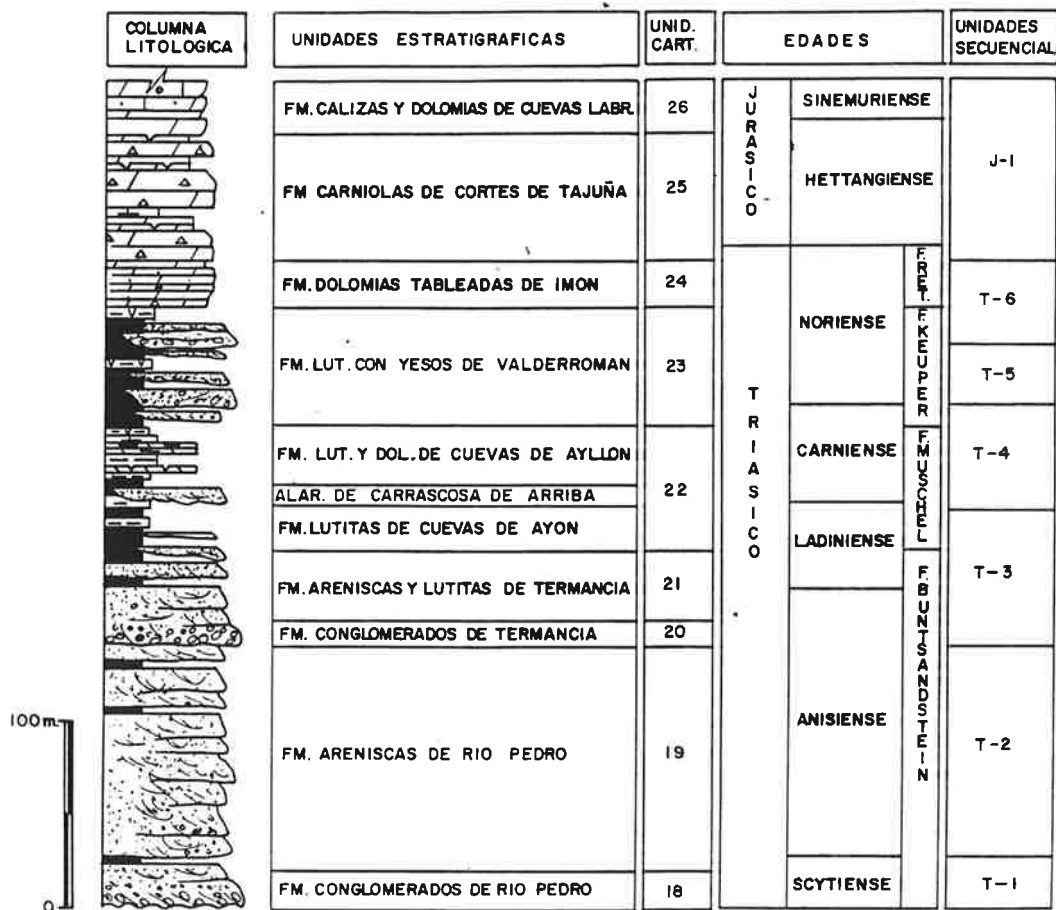 COLUMNA
LITOLOGICA
UNIDADES ESTRATIGRAFICAS
UNID.
CART.
EDADES
UNIDADES
SECUENCIAL.
FM. CALIZAS Y DOLOMIAS DE CUEVAS LABR.
26
JURASICO
SINEMURIENSE
J-1
FM CARNIOLAS DE CORTES DE TAJUÑA
25
HETTANGIENSE
FM. DOLOMIAS TABLEADAS DE IMON
24
TRIASICO
NORIENSE
F.RET.
T-6
FM. LUT. CON YESOS DE VALDERROMAN
23
F.KEUPER
T-5
FM. LUT. Y DOL. DE CUEVAS DE AYLLON
22
CARNIENSE
F.MUSCHEL
T-4
ALAR. DE CARRASCOSA DE ARRIBA
FM. LUTITAS DE CUEVAS DE AYON
LADINIENSE
T-3
FM. ARENISCAS Y LUTITAS DE TERMANCIA
21
F.BUNTSANDSTEIN
FM. CONGLOMERADOS DE TERMANCIA
20
FM. ARENISCAS DE RIO PEDRO
19
ANISIENSE
T-2
FM. CONGLOMERADOS DE RIO PEDRO
18
SCYTIENSE
T-1
100 m.
0